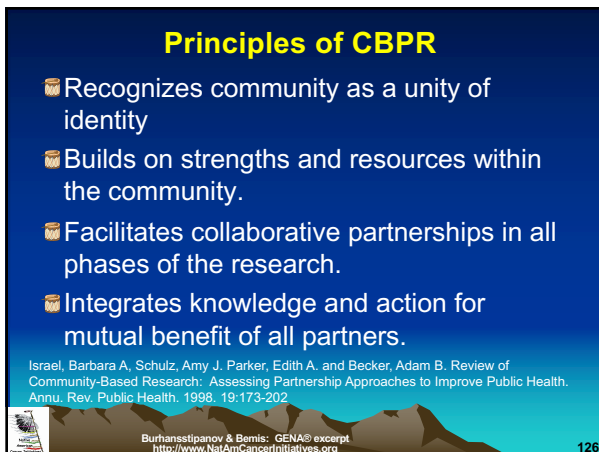 Principles of CBPR
Recognizes community as a unity of
identity
Builds on strengths and resources within
the community.
Facilitates collaborative partnerships in all
phases of the research.
Integrates knowledge and action for
mutual benefit of all partners.
Israel, Barbara A, Schulz, Amy J. Parker, Edith A. and Becker, Adam B. Review of
Community-Based Research: Assessing Partnership Approaches to Improve Public Health.
Annu. Rev. Public Health. 1998. 19:173-202
Burhansstipanov & Bemis: GENA® excerpt
http://www.NatAmCancerInitiatives.org
126